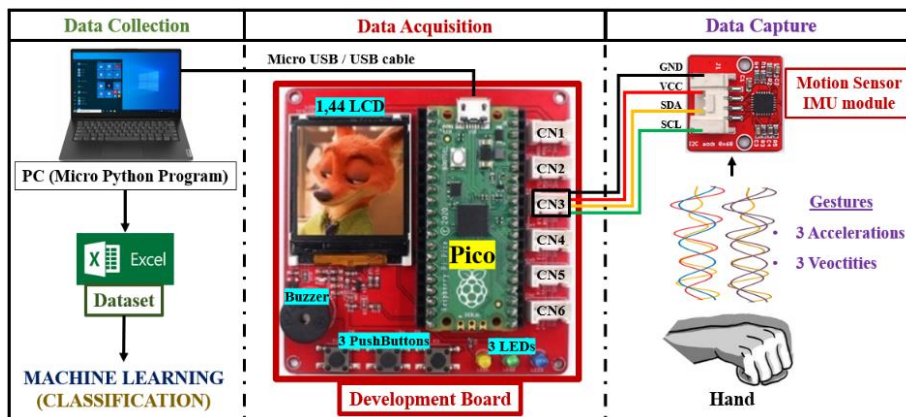 Data Collection
Data Acquisition
Data Capture
Micro USB / USB cable
1,44 LCD
GND
VCC
SDA
SCL
Motion Sensor
IMU module
PC (Micro Python Program)
CN1
CN2
CN3
CN4
CN5
CN6
Pico
Excel
Dataset
Buzzer
3 PushButtons
3 LEDs
Gestures
• 3 Accelerations
• 3 Veoctities
MACHINE LEARNING
(CLASSIFICATION)
Development Board
Hand